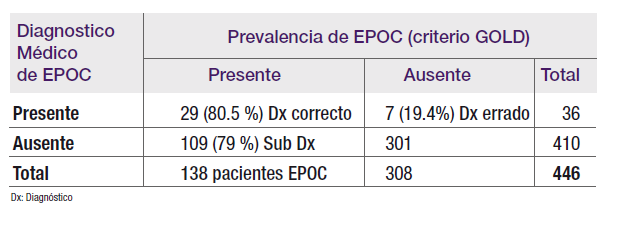 Diagnostico
Médico
de EPOC
Prevalencia de EPOC (criterio GOLD)
Presente Ausente Total
Presente 29 (80.5 %) Dx correcto 7 (19.4%) Dx errado 36
Ausente 109 (79 %) Sub Dx 301 410
Total 138 pacientes EPOC 308 446
Dx: Diagnóstico